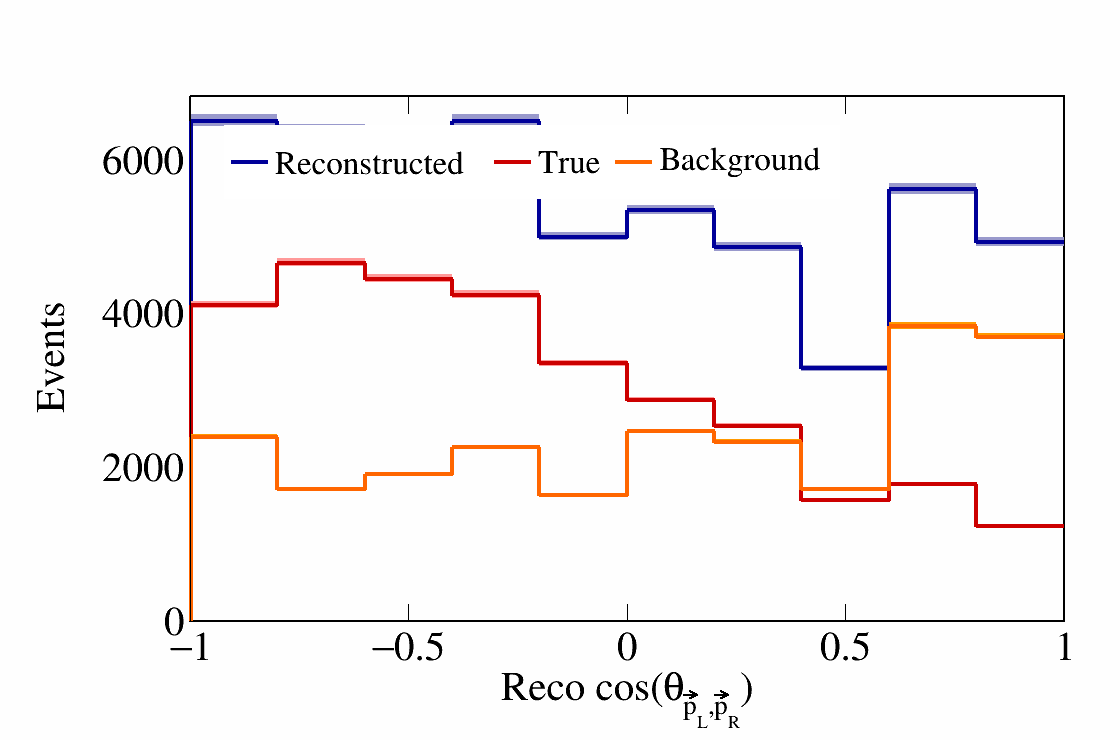 6000
Reconstructed True Background
4000
Events
2000
0
−1 −0.5 0 0.5 1
Reco cos(θp⃗L,p⃗R)